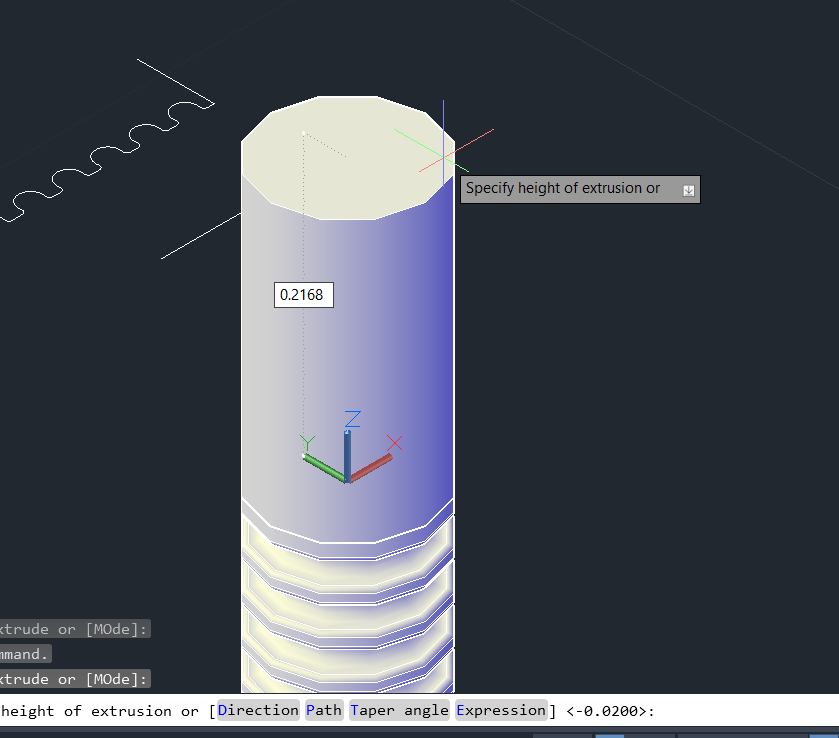 Specify height of extrusion or
0.2168
Z
Y X
xtrude or [MOde]:
mmand.
xtrude or [MOde]:
height of extrusion or [Direction Path Taper angle Expression] <-0.0200>: